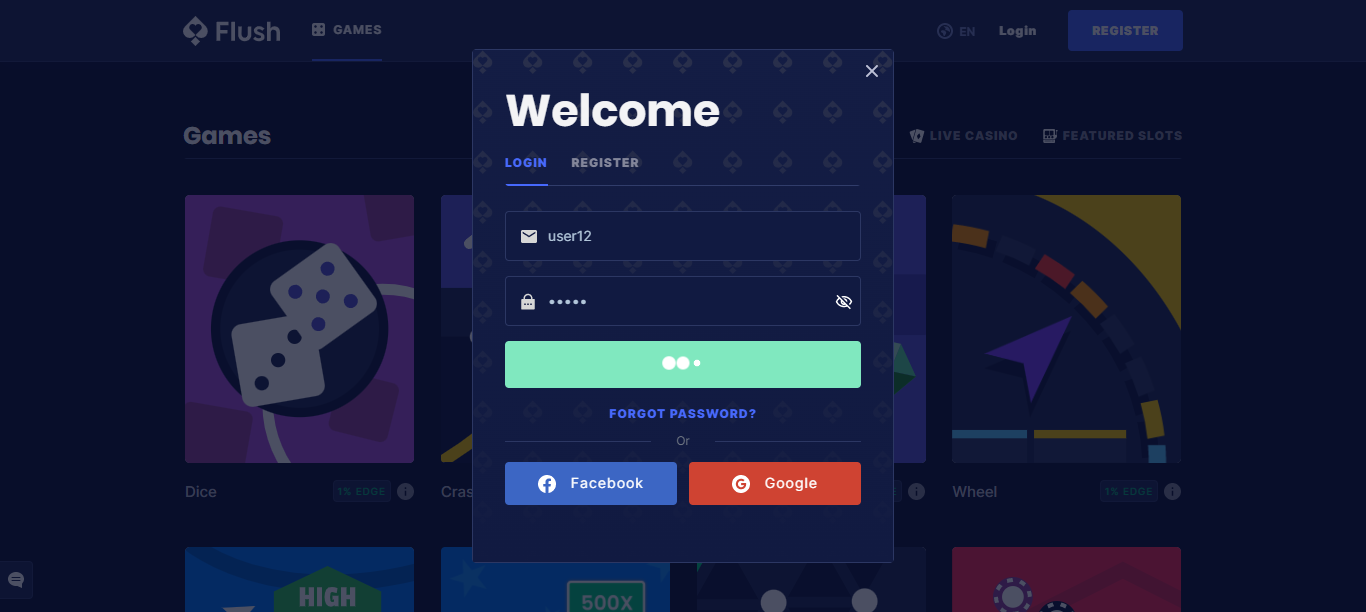 Flush
GAMES
EN
Login
REGISTER
Games
LIVE CASINO
FEATURED SLOTS
Welcome
LOGIN
REGISTER
user12
•••••
FORGOT PASSWORD?
Or
Facebook
Google
Dice
1% EDGE
Cras
Wheel
1% EDGE
HIGH
500X